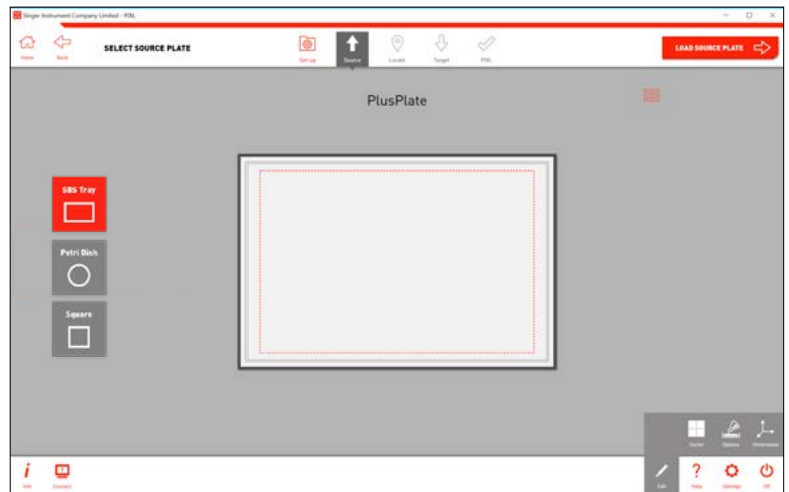 Singer Instrument Company Limited - PIXL
Home
Back
SELECT SOURCE PLATE
Set up
Source
Locate
Target
PIXL
LOAD SOURCE PLATE
PlusPlate
SBS Tray
Petri Dish
Square
Sector
Options
Dimensions
Info
Connect
Edit
Help
Settings
Off